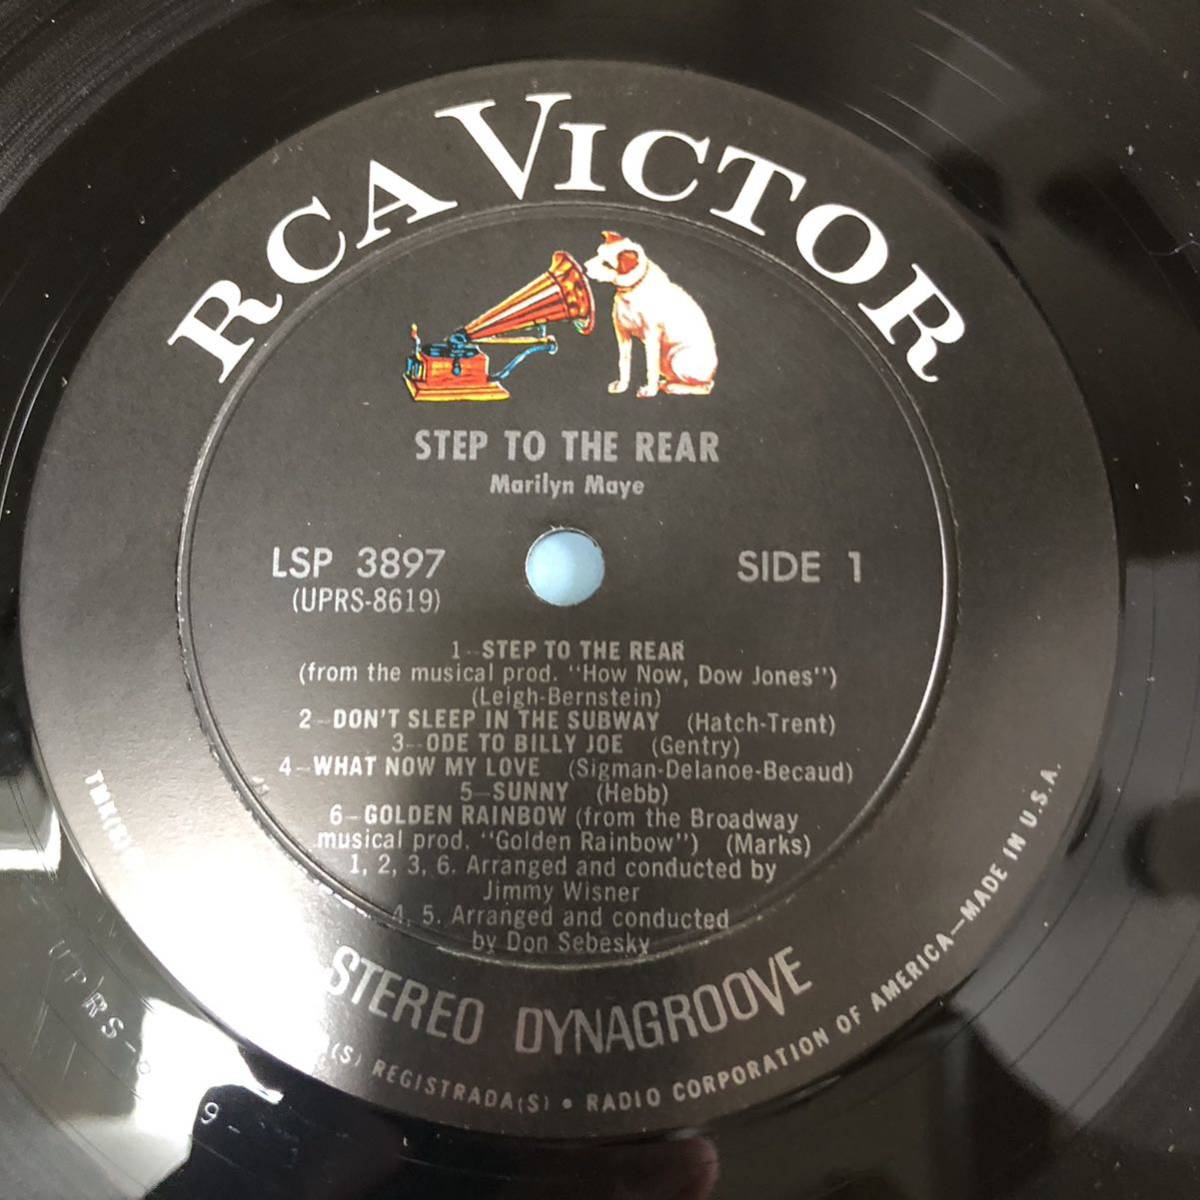 RCA VICTOR
STEP TO THE REAR
Marilyn Maye
LSP 3897
(UPRS-8619)
SIDE 1
1-STEP TO THE REAR
(from the musical prod. "How Now, Dow Jones")
(Leigh-Bernstein)
2-DON'T SLEEP IN THE SUBWAY (Hatch-Trent)
3-ODE TO BILLY JOE (Gentry)
4-WHAT NOW MY LOVE (Sigman-Delanoe-Becaud)
5-SUNNY (Hebb)
6-GOLDEN RAINBOW (from the Broadway
musical prod. "Golden Rainbow") (Marks)
1, 2, 3, 6. Arranged and conducted by
Jimmy Wisner
4, 5. Arranged and conducted
by Don Sebesky
STEREO DYNAGROOVE
TMK(S) REGISTRADA(S) • RADIO CORPORATION OF AMERICA—MADE IN U.S.A.